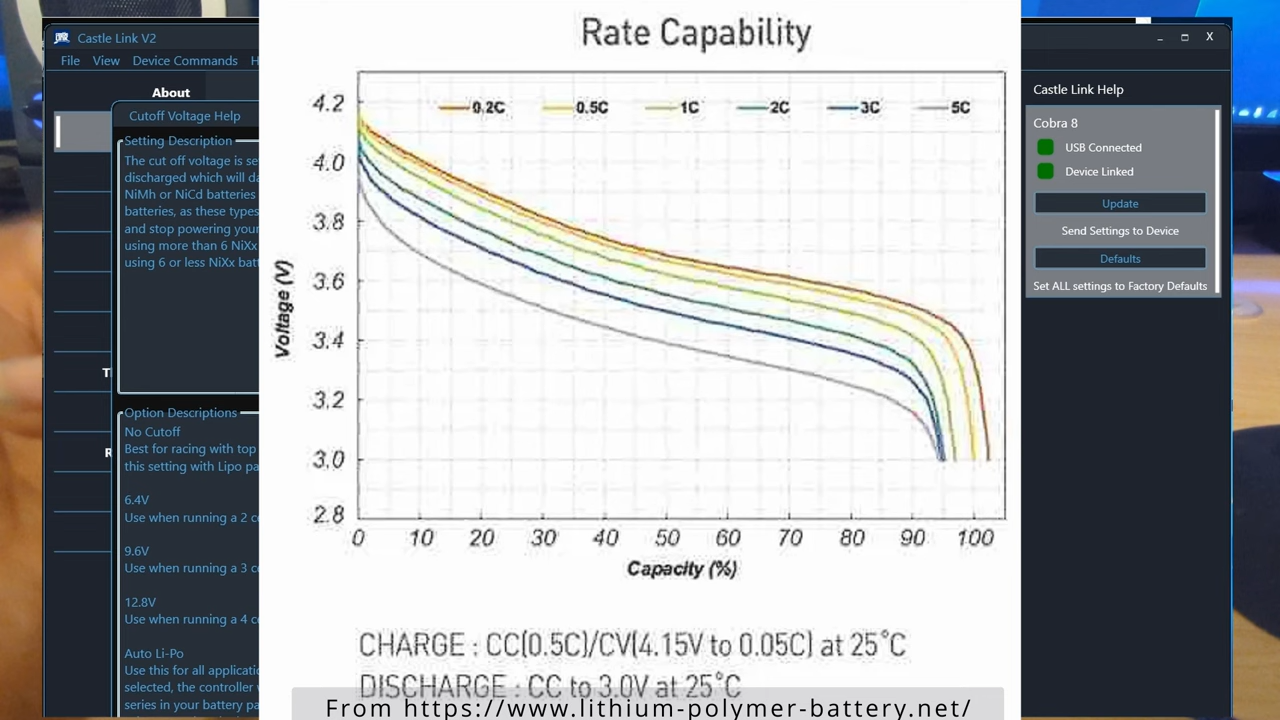 Castle Link V2
File View Device Commands H
About
Cutoff Voltage Help
Setting Description
The cut off voltage is se
discharged which will da
NiMh or NiCd batteries
batteries, as these types
and stop powering your
using more than 6 NiXx
using 6 or less NiXx bat
T
Option Descriptions
No Cutoff
Best for racing with top
this setting with Lipo pa
R
6.4V
Use when running a 2 ce
9.6V
Use when running a 3 ce
12.8V
Use when running a 4 ce
Auto Li-Po
Use this for all applicatio
selected, the controller
series in your battery pa
Rate Capability
0.2C 0.5C 1C 2C 3C 5C
4.2
4.0
3.8
3.6
3.4
3.2
3.0
2.8
Voltage (V)
0 10 20 30 40 50 60 70 80 90 100
Capacity (%)
CHARGE : CC(0.5C)/CV(4.15V to 0.05C) at 25°C
DISCHARGE : CC to 3.0V at 25°C
From https://www.lithium-polymer-battery.net/
X
Castle Link Help
Cobra 8
USB Connected
Device Linked
Update
Send Settings to Device
Defaults
Set ALL settings to Factory Defaults